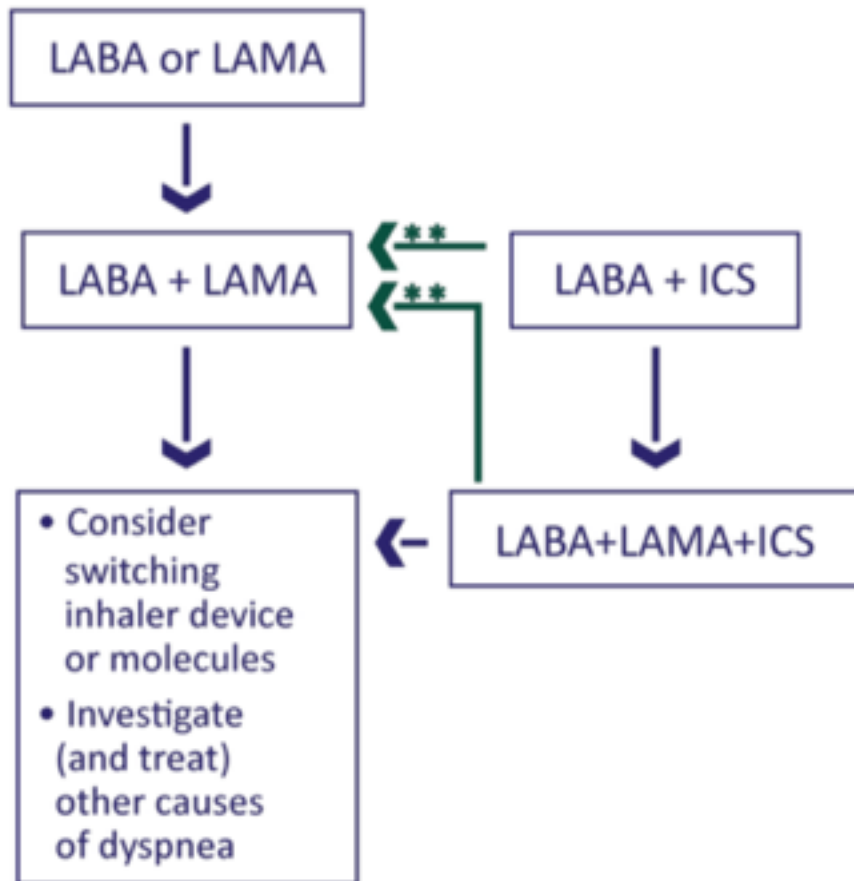 LABA or LAMA
LABA + LAMA
**
**
LABA + ICS
LABA+LAMA+ICS
• Consider
switching
inhaler device
or molecules
• Investigate
(and treat)
other causes
of dyspnea